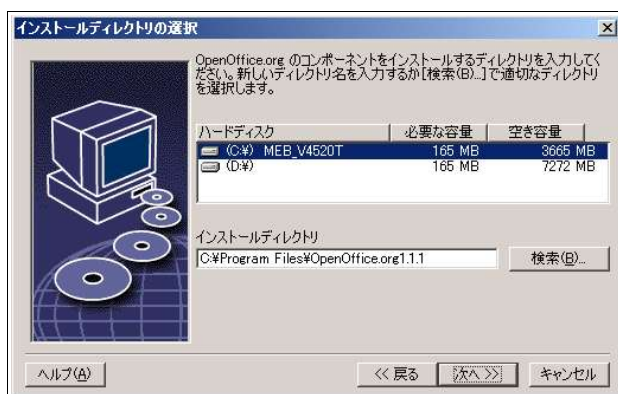 インストールディレクトリの選択
OpenOffice.org のコンポーネントをインストールするディレクトリを入力してく
ださい。新しいディレクトリ名を入力するか[検索(B)...]で適切なディレクトリ
を選択します。
ハードディスク 必要な容量 空き容量
(C:¥) MEB_V4520T 165 MB 3665 MB
(D:¥) 165 MB 7272 MB
インストールディレクトリ
C:¥Program Files¥OpenOffice.org1.1.1 検索(B)...
ヘルプ(A) << 戻る 次へ >> キャンセル